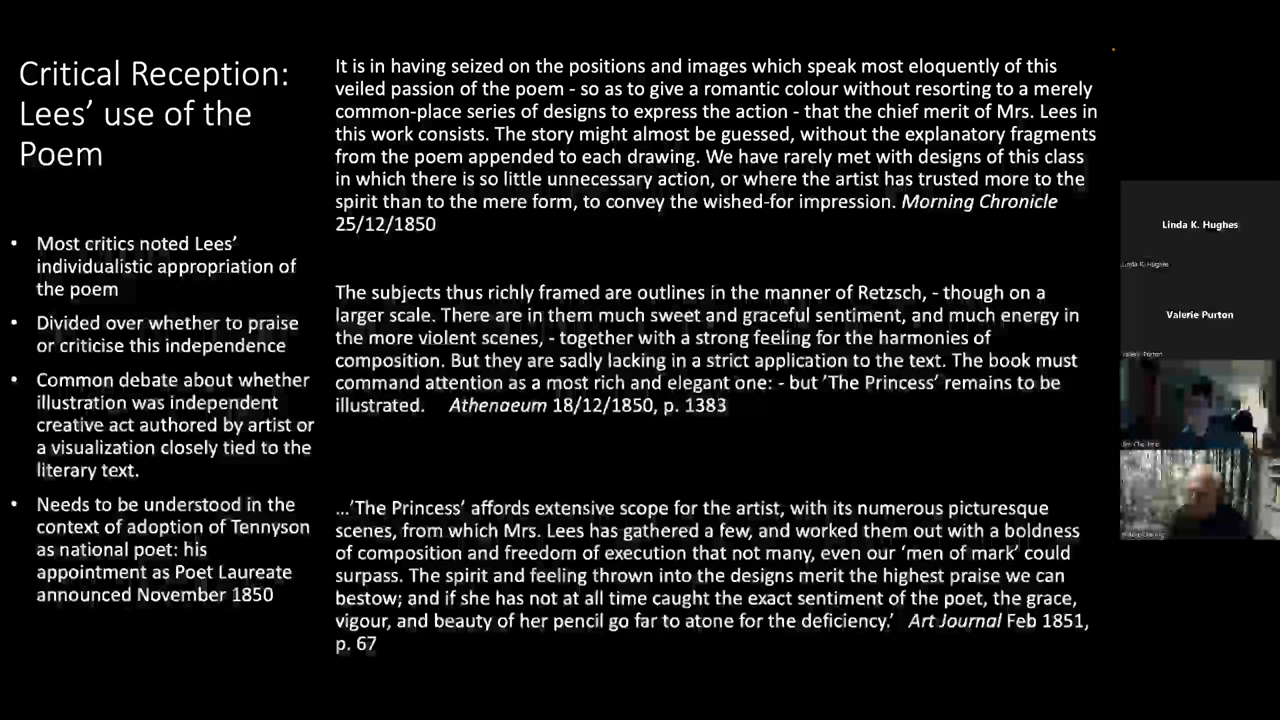 Critical Reception:
Lees' use of the
Poem
• Most critics noted Lees'
individualistic appropriation of
the poem
• Divided over whether to praise
or criticise this independence
• Common debate about whether
illustration was independent
creative act authored by artist or
a visualization closely tied to the
literary text.
• Needs to be understood in the
context of adoption of Tennyson
as national poet: his
appointment as Poet Laureate
announced November 1850
It is in having seized on the positions and images which speak most eloquently of this
veiled passion of the poem - so as to give a romantic colour without resorting to a merely
common-place series of designs to express the action - that the chief merit of Mrs. Lees in
this work consists. The story might almost be guessed, without the explanatory fragments
from the poem appended to each drawing. We have rarely met with designs of this class
in which there is so little unnecessary action, or where the artist has trusted more to the
spirit than to the mere form, to convey the wished-for impression. Morning Chronicle
25/12/1850
The subjects thus richly framed are outlines in the manner of Retzsch, - though on a
larger scale. There are in them much sweet and graceful sentiment, and much energy in
the more violent scenes, - together with a strong feeling for the harmonies of
composition. But they are sadly lacking in a strict application to the text. The book must
command attention as a most rich and elegant one: - but 'The Princess' remains to be
illustrated. Athenaeum 18/12/1850, p. 1383
...'The Princess' affords extensive scope for the artist, with its numerous picturesque
scenes, from which Mrs. Lees has gathered a few, and worked them out with a boldness
of composition and freedom of execution that not many, even our 'men of mark' could
surpass. The spirit and feeling thrown into the designs merit the highest praise we can
bestow; and if she has not at all time caught the exact sentiment of the poet, the grace,
vigour, and beauty of her pencil go far to atone for the deficiency.' Art Journal Feb 1851,
p. 67
Linda K. Hughes
Linda K. Hughes
Valerie Purton
Valerie Purton